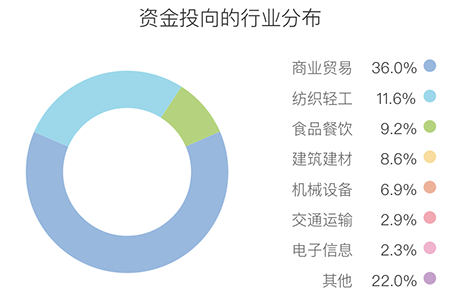 资金投向的行业分布
商业贸易 36.0%
纺织轻工 11.6%
食品餐饮 9.2%
建筑建材 8.6%
机械设备 6.9%
交通运输 2.9%
电子信息 2.3%
其他 22.0%